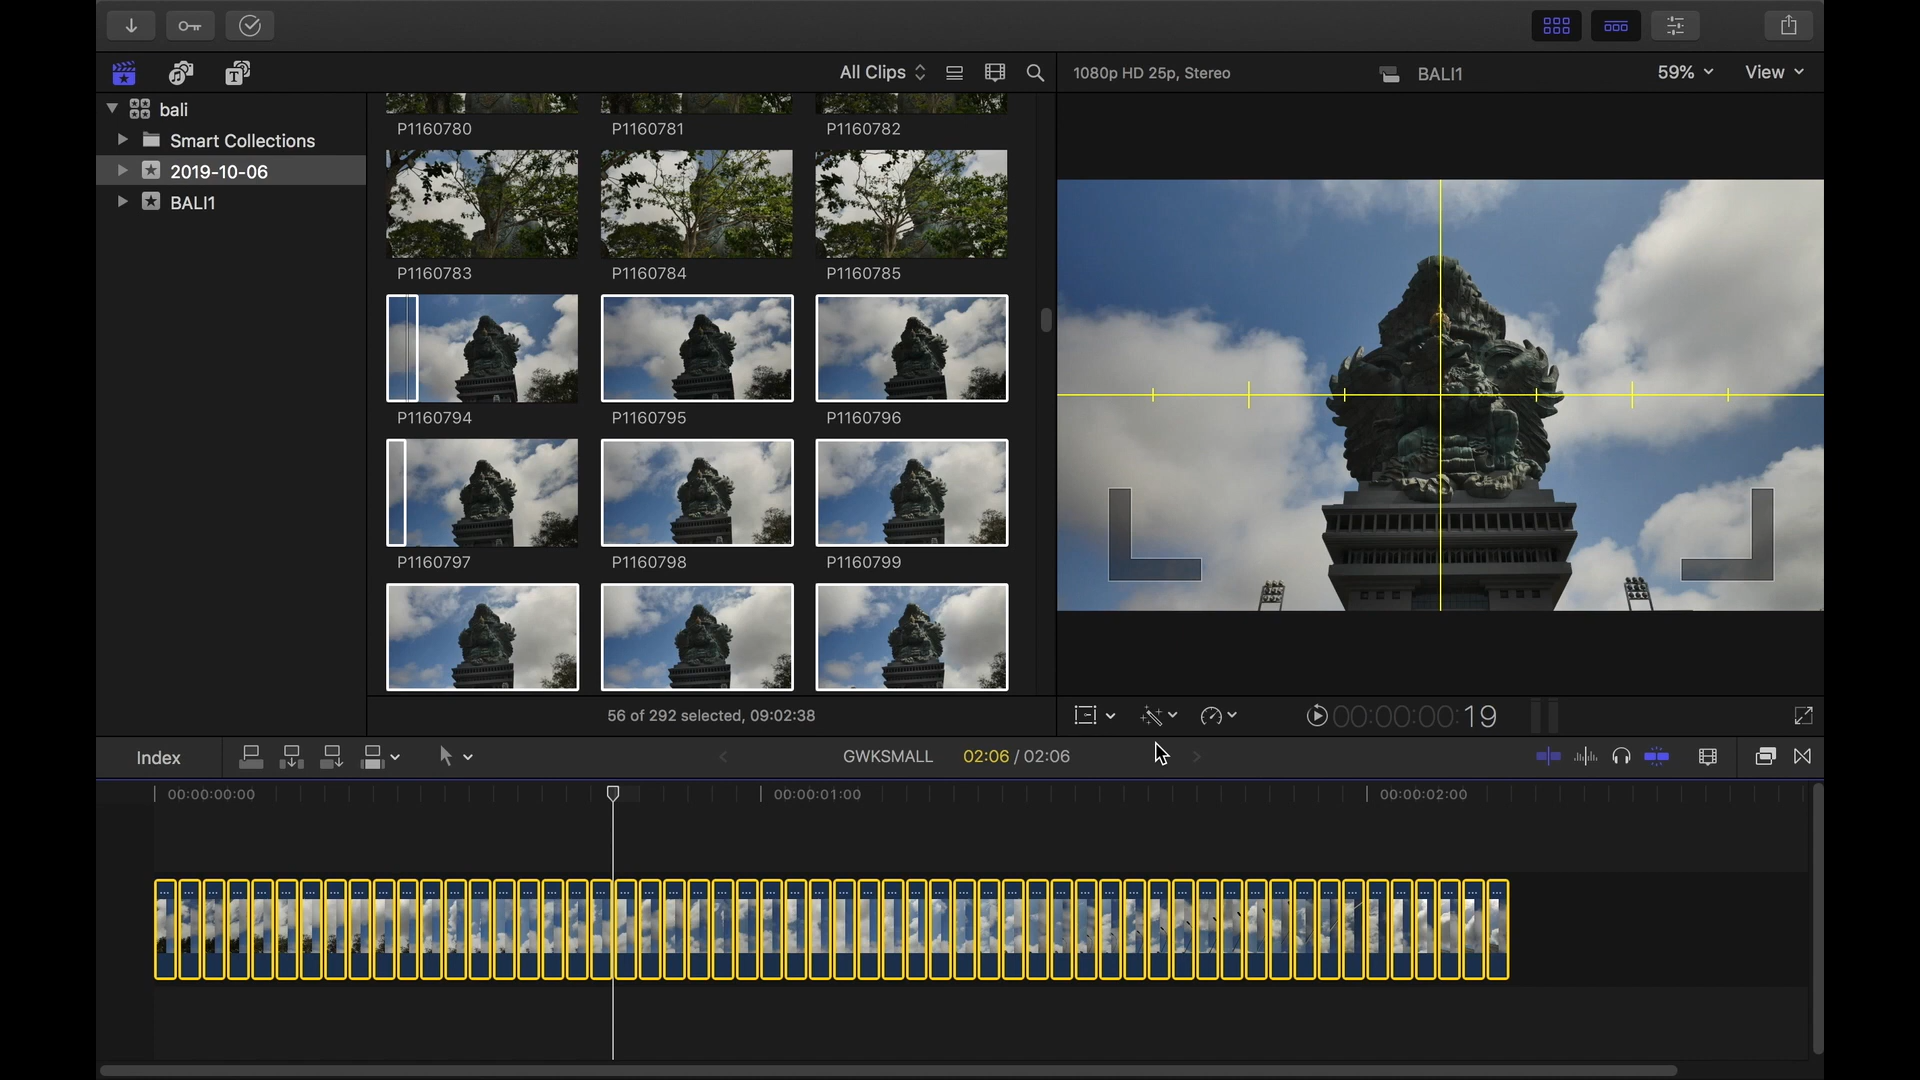 All Clips
1080p HD 25p, Stereo
BALI1
59%
View
bali
Smart Collections
2019-10-06
BALI1
P1160780
P1160781
P1160782
P1160783
P1160784
P1160785
P1160794
P1160795
P1160796
P1160797
P1160798
P1160799
56 of 292 selected, 09:02:38
00:00:00:19
Index
GWKSMALL
02:06 / 02:06
00:00:00:00
00:00:01:00
00:00:02:00